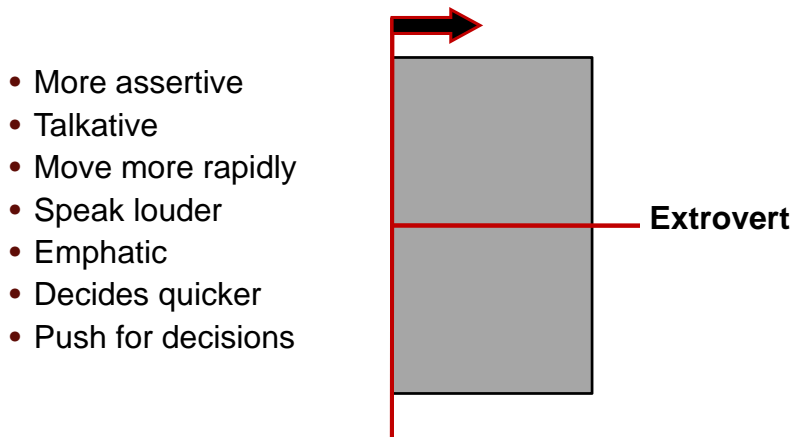 • More assertive
• Talkative
• Move more rapidly
• Speak louder
• Emphatic
• Decides quicker
• Push for decisions
Extrovert